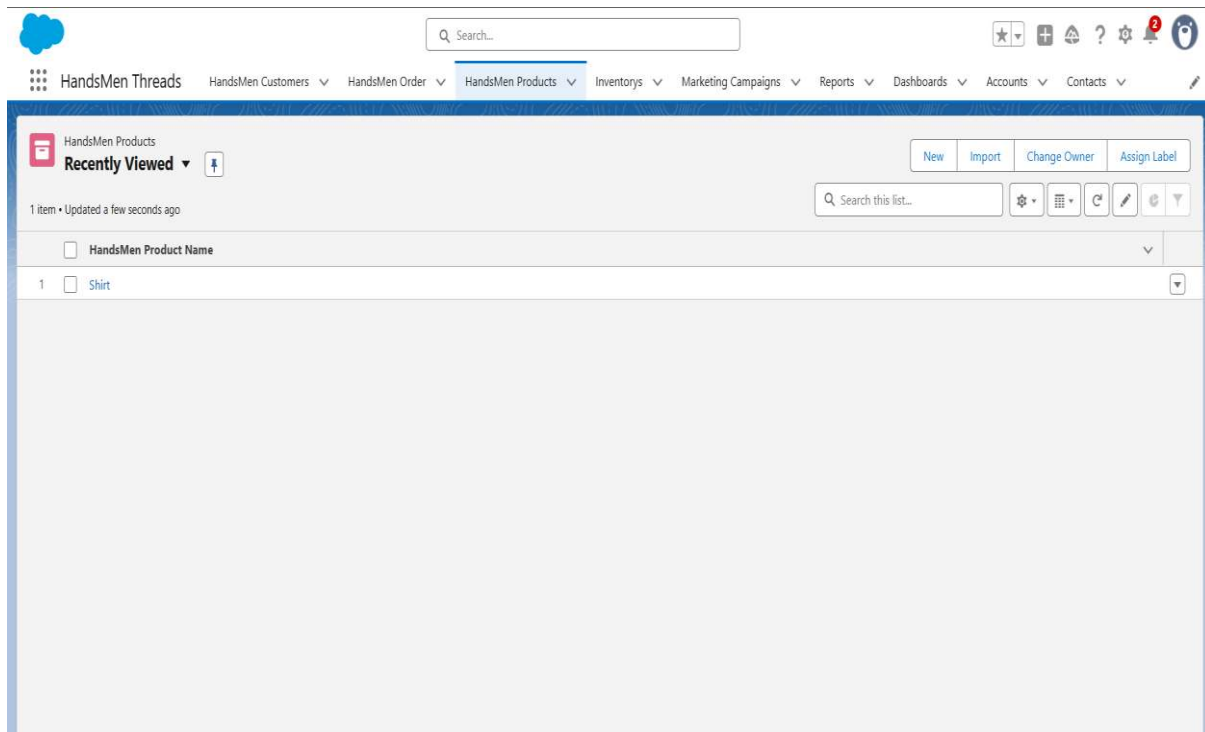 Search...
2
HandsMen Threads HandsMen Customers HandsMen Order HandsMen Products Inventorys Marketing Campaigns Reports Dashboards Accounts Contacts
HandsMen Products
Recently Viewed
New Import Change Owner Assign Label
1 item • Updated a few seconds ago
Search this list...
HandsMen Product Name
1 Shirt